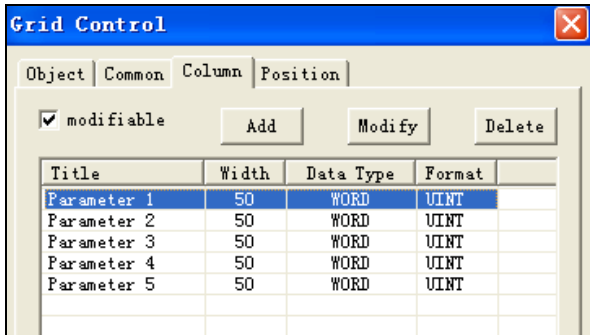 Grid Control
Object Common Column Position
modifiable Add Modify Delete
Title Width Data Type Format
Parameter 1 50 WORD UINT
Parameter 2 50 WORD UINT
Parameter 3 50 WORD UINT
Parameter 4 50 WORD UINT
Parameter 5 50 WORD UINT